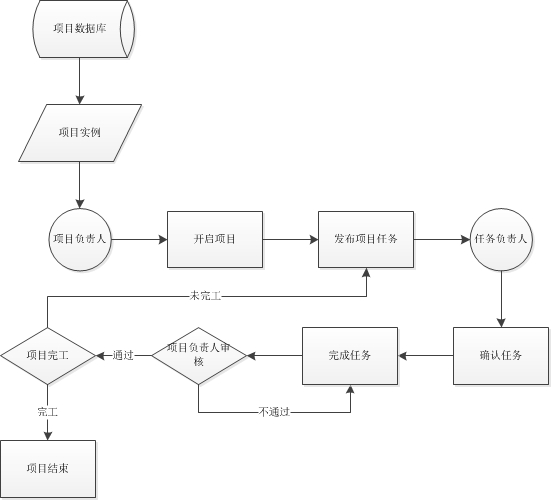 项目数据库
项目实例
项目负责人
开启项目
发布项目任务
任务负责人
未完工
项目完工
通过
项目负责人审
核
完成任务
确认任务
完工
不通过
项目结束